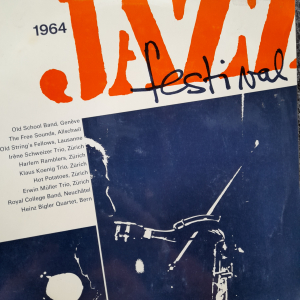 1964
JAZZ
festival
Old School Band, Genève
The Free Sounds, Allschwil
Old String's Fellows, Lausanne
Irène Schweizer Trio, Zürich
Harlem Ramblers, Zürich
Klaus Koenig Trio, Zürich
Hot Potatoes, Zürich
Erwin Müller Trio, Zürich
Royal College Band, Neuchâtel
Heinz Bigler Quartet, Bern